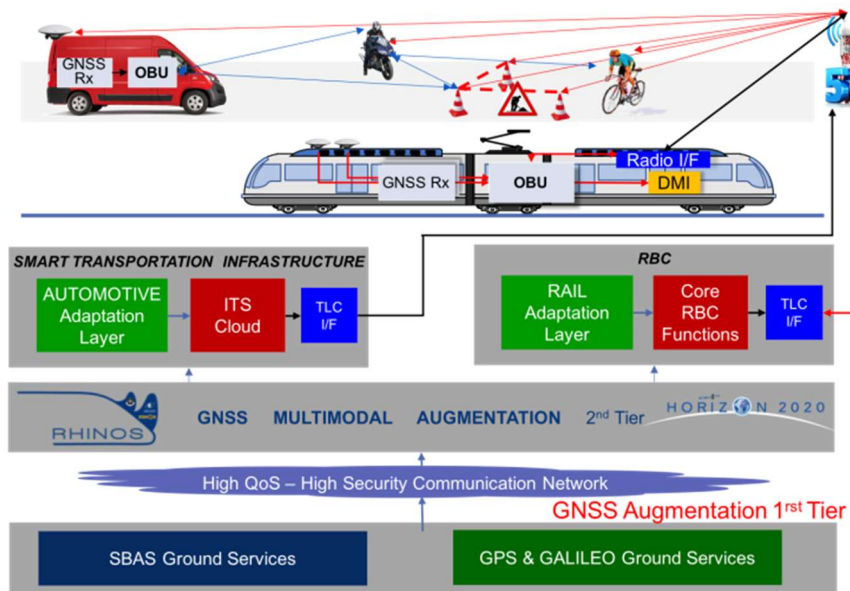 GNSS
Rx
OBU
5
Radio I/F
GNSS Rx
OBU
DMI
SMART TRANSPORTATION INFRASTRUCTURE
AUTOMOTIVE
Adaptation
Layer
ITS
Cloud
TLC
I/F
RBC
RAIL
Adaptation
Layer
Core
RBC
Functions
TLC
I/F
RHINOS
GNSS MULTIMODAL AUGMENTATION 2nd Tier
HORIZON 2020
High QoS – High Security Communication Network
GNSS Augmentation 1rst Tier
SBAS Ground Services
GPS & GALILEO Ground Services